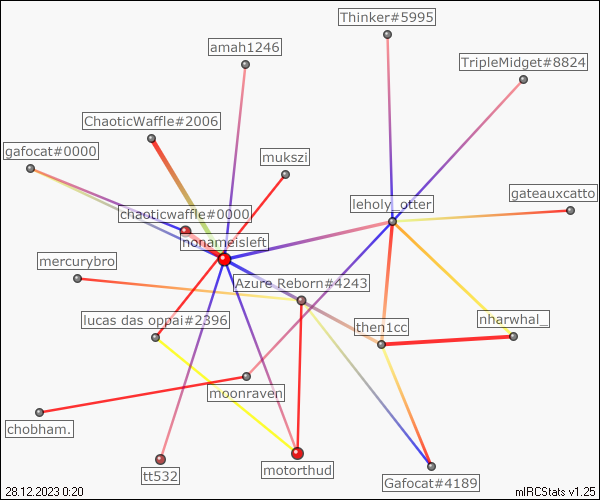 Thinker#5995
amah1246
TripleMidget#8824
ChaoticWaffle#2006
gafocat#0000
mukszi
gateauxcatto
leholy_otter
chaoticwaffle#0000
nonameisleft
mercurybro
Azure Reborn#4243
lucas das oppai#2396
then1cc
nharwhal_
moonraven
chobham.
motorthud
tt532
Gafocat#4189
28.12.2023 0:20
mIRCStats v1.25